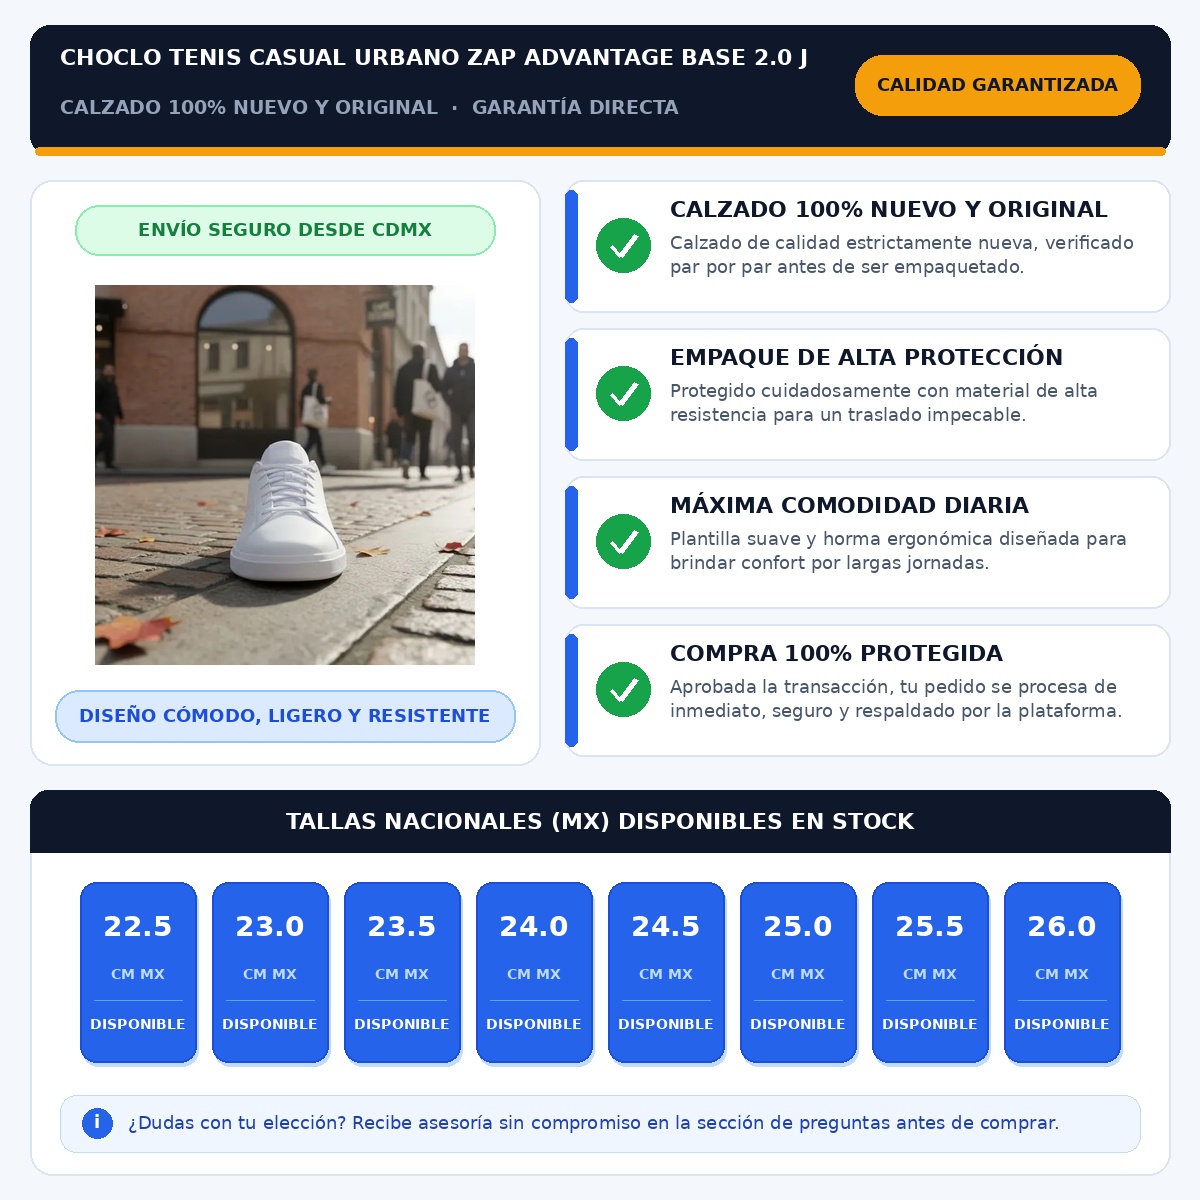 CHOCLO TENIS CASUAL URBANO ZAP ADVANTAGE BASE 2.0 J
CALZADO 100% NUEVO Y ORIGINAL · GARANTÍA DIRECTA
CALIDAD GARANTIZADA
ENVÍO SEGURO DESDE CDMX
DISEÑO CÓMODO, LIGERO Y RESISTENTE
CALZADO 100% NUEVO Y ORIGINAL
Calzado de calidad estrictamente nueva, verificado
par por par antes de ser empaquetado.
EMPAQUE DE ALTA PROTECCIÓN
Protegido cuidadosamente con material de alta
resistencia para un traslado impecable.
MÁXIMA COMODIDAD DIARIA
Plantilla suave y horma ergonómica diseñada para
brindar confort por largas jornadas.
COMPRA 100% PROTEGIDA
Aprobada la transacción, tu pedido se procesa de
inmediato, seguro y respaldado por la plataforma.
TALLAS NACIONALES (MX) DISPONIBLES EN STOCK
22.5 23.0 23.5 24.0 24.5 25.0 25.5 26.0
CM MX CM MX CM MX CM MX CM MX CM MX CM MX CM MX
DISPONIBLE DISPONIBLE DISPONIBLE DISPONIBLE DISPONIBLE DISPONIBLE DISPONIBLE DISPONIBLE
i ¿Dudas con tu elección? Recibe asesoría sin compromiso en la sección de preguntas antes de comprar.